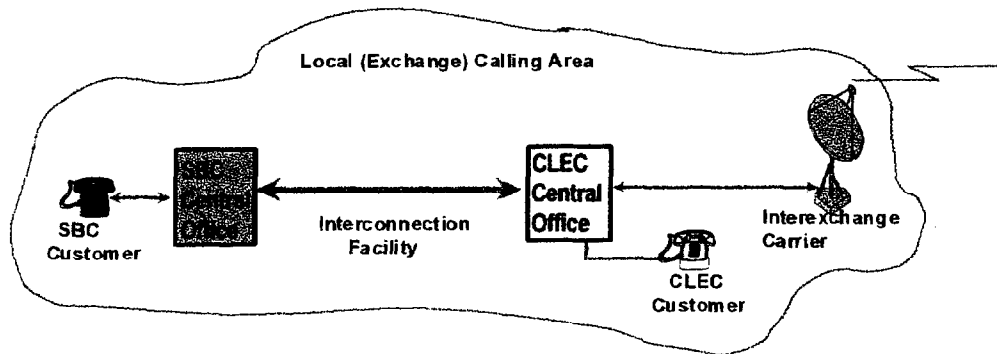 Local (Exchange) Calling Area
SBC
Central
Office
CLEC
Central
Office
SBC
Customer
Interconnection
Facility
Interexchange
Carrier
CLEC
Customer